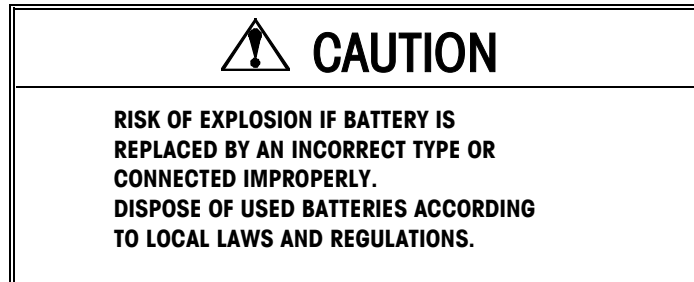 CAUTION
RISK OF EXPLOSION IF BATTERY IS
REPLACED BY AN INCORRECT TYPE OR
CONNECTED IMPROPERLY.
DISPOSE OF USED BATTERIES ACCORDING
TO LOCAL LAWS AND REGULATIONS.